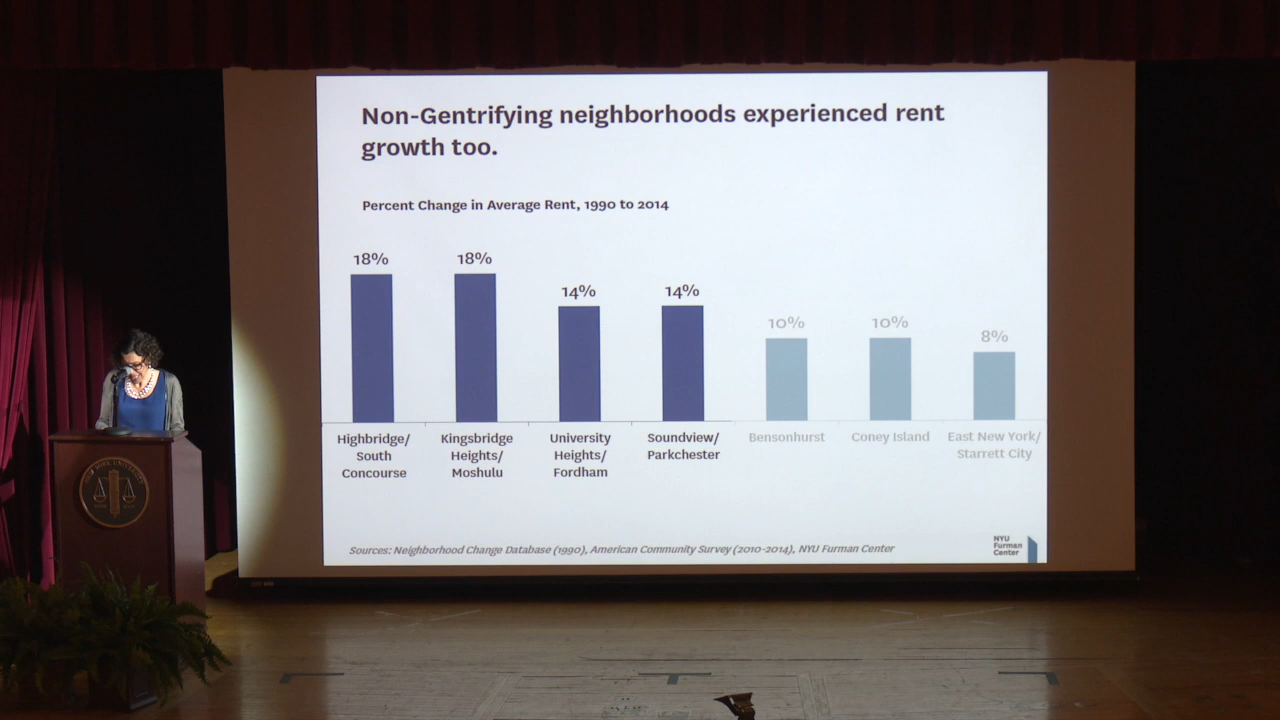 Non-Gentrifying neighborhoods experienced rent
growth too.
Percent Change in Average Rent, 1990 to 2014
18%
18%
14%
14%
10%
10%
8%
Highbridge/
South
Concourse
Kingsbridge
Heights/
Moshulu
University
Heights/
Fordham
Soundview/
Parkchester
Bensonhurst
Coney Island
East New York/
Starrett City
Sources: Neighborhood Change Database (1990), American Community Survey (2010-2014), NYU Furman Center
NYU
Furman
Center
NEW YORK UNIVERSITY